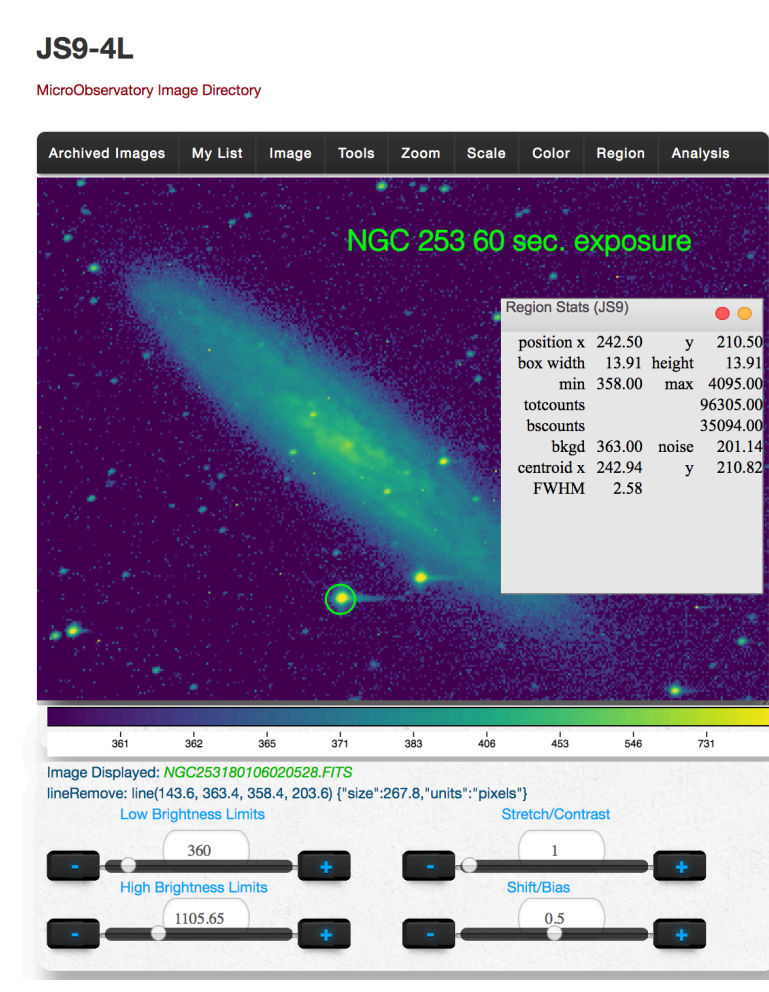 JS9-4L
MicroObservatory Image Directory
Archived Images My List Image Tools Zoom Scale Color Region Analysis
NGC 253 60 sec. exposure
Region Stats (JS9)
position x 242.50 y 210.50
box width 13.91 height 13.91
min 358.00 max 4095.00
totcounts 96305.00
bscounts 35094.00
bkgd 363.00 noise 201.14
centroid x 242.94 y 210.82
FWHM 2.58
361 362 365 371 383 406 453 546 731
Image Displayed: NGC253180106020528.FITS
lineRemove: line(143.6, 363.4, 358.4, 203.6) {"size":267.8,"units":"pixels"}
Low Brightness Limits Stretch/Contrast
- 360 + - 1 +
High Brightness Limits Shift/Bias
- 1105.65 + - 0.5 +